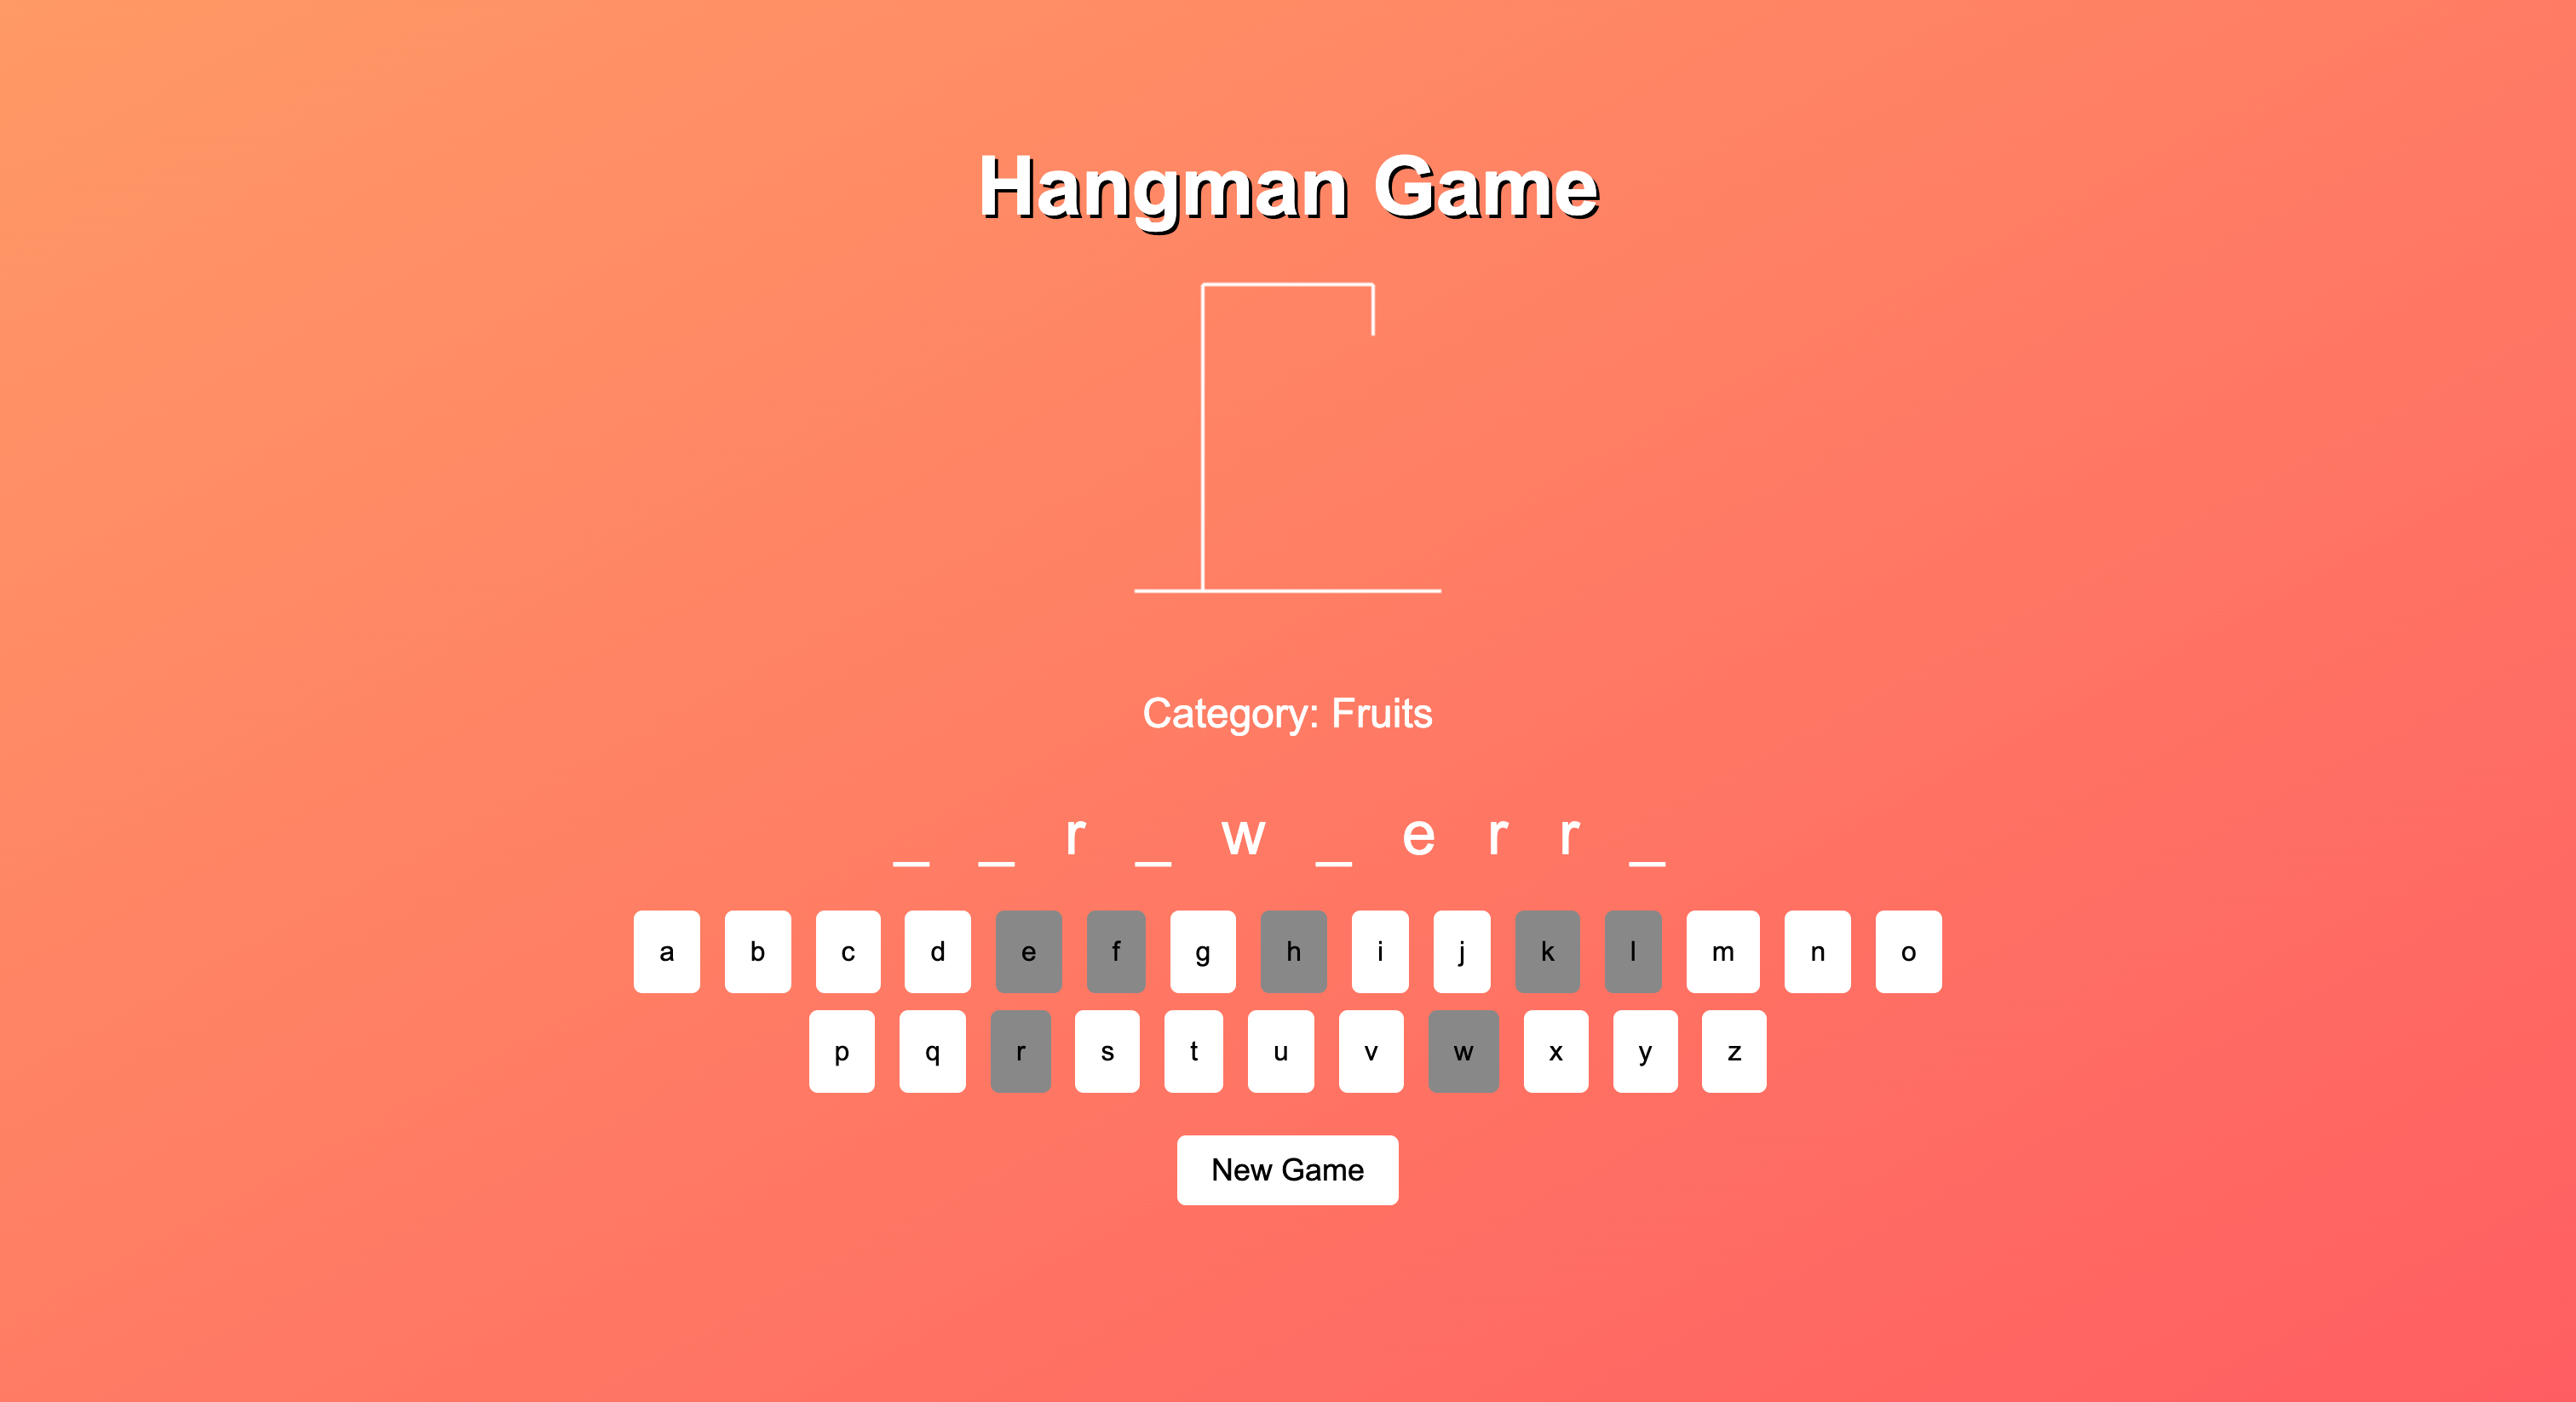 Hangman Game
Category: Fruits
_ _ r _ w _ e r r _
a b c d e f g h i j k l m n o
p q r s t u v w x y z
New Game